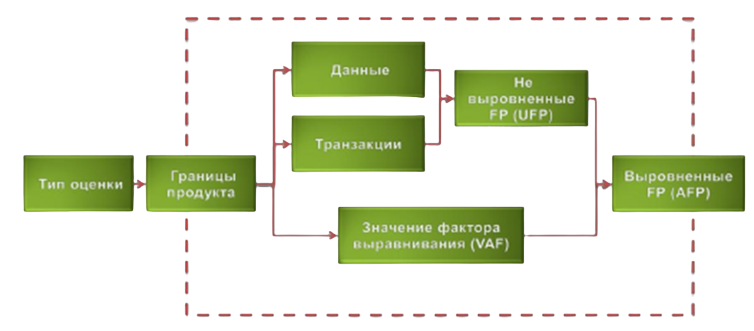 Данные
Не
выровненные
FP (UFP)
Транзакции
Тип оценки
Границы
продукта
Выровненные
FP (AFP)
Значение фактора
выравнивания (VAF)